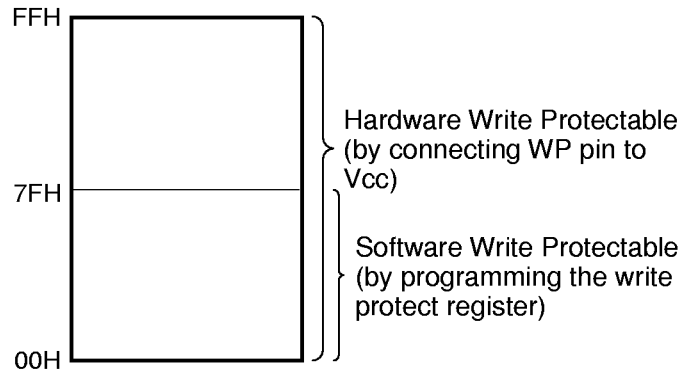 FFH
Hardware Write Protectable
(by connecting WP pin to
Vcc)
7FH
Software Write Protectable
(by programming the write
protect register)
00H